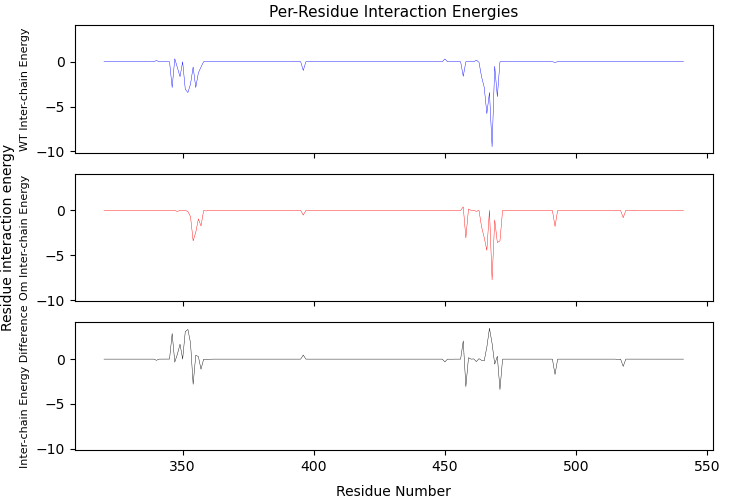 Per-Residue Interaction Energies
Residue interaction energy
WT Inter-chain Energy
0
−5
−10
Om Inter-chain Energy
0
−5
−10
Inter-chain Energy Difference
0
−5
−10
350
400
450
500
550
Residue Number